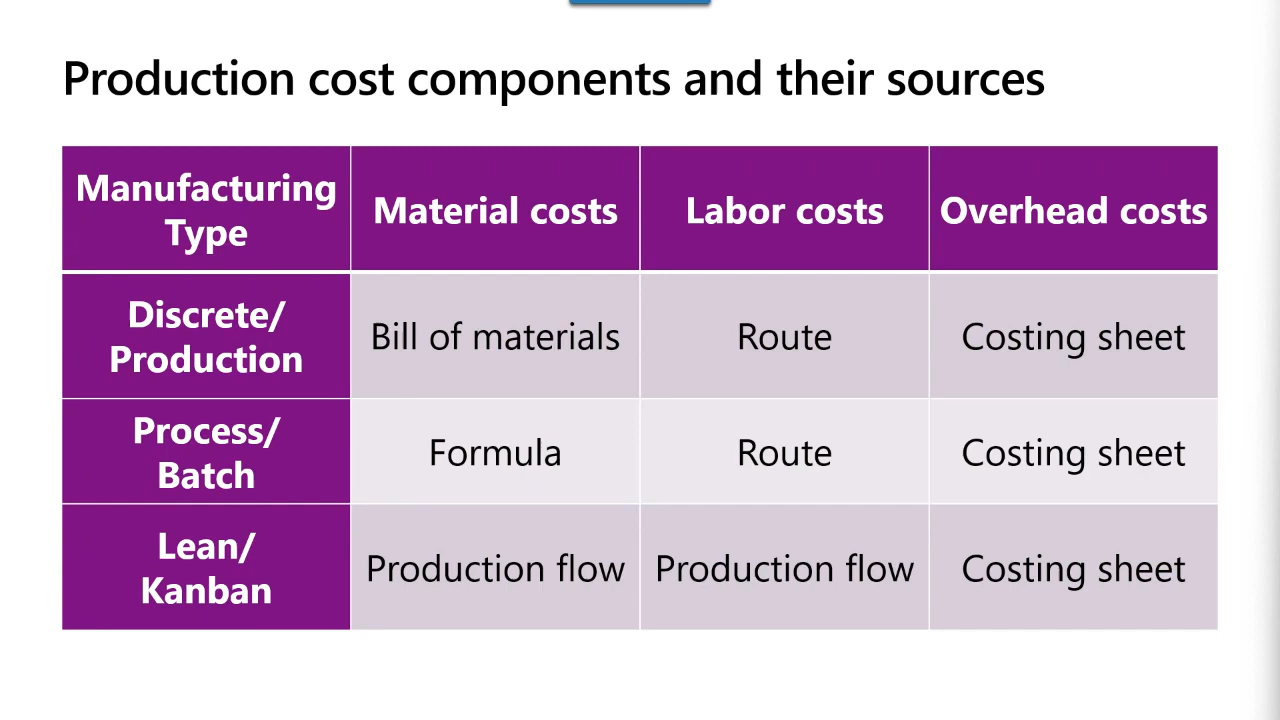 Production cost components and their sources
Manufacturing
Type
Material costs
Labor costs
Overhead costs
Discrete/
Production
Bill of materials
Route
Costing sheet
Process/
Batch
Formula
Route
Costing sheet
Lean/
Kanban
Production flow
Production flow
Costing sheet